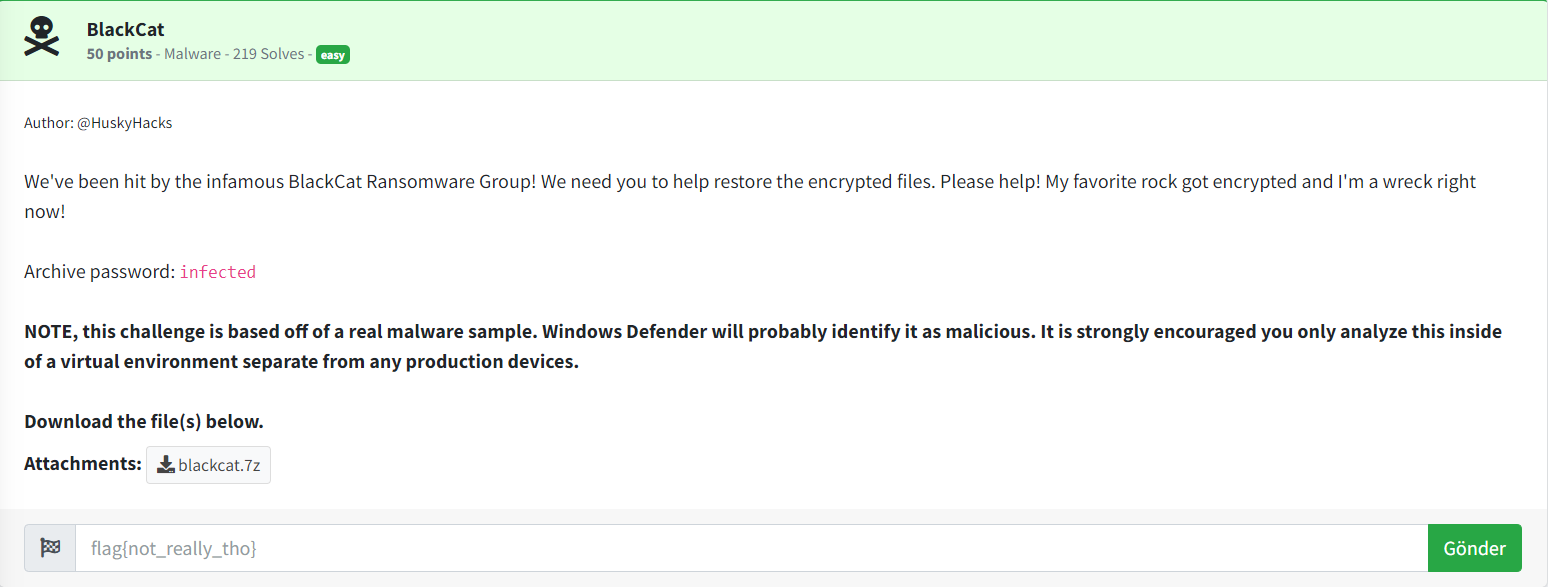 BlackCat
50 points - Malware - 219 Solves - easy
Author: @HuskyHacks
We've been hit by the infamous BlackCat Ransomware Group! We need you to help restore the encrypted files. Please help! My favorite rock got encrypted and I'm a wreck right
now!
Archive password: infected
NOTE, this challenge is based off of a real malware sample. Windows Defender will probably identify it as malicious. It is strongly encouraged you only analyze this inside
of a virtual environment separate from any production devices.
Download the file(s) below.
Attachments: blackcat.7z
flag{not_really_tho} Gönder